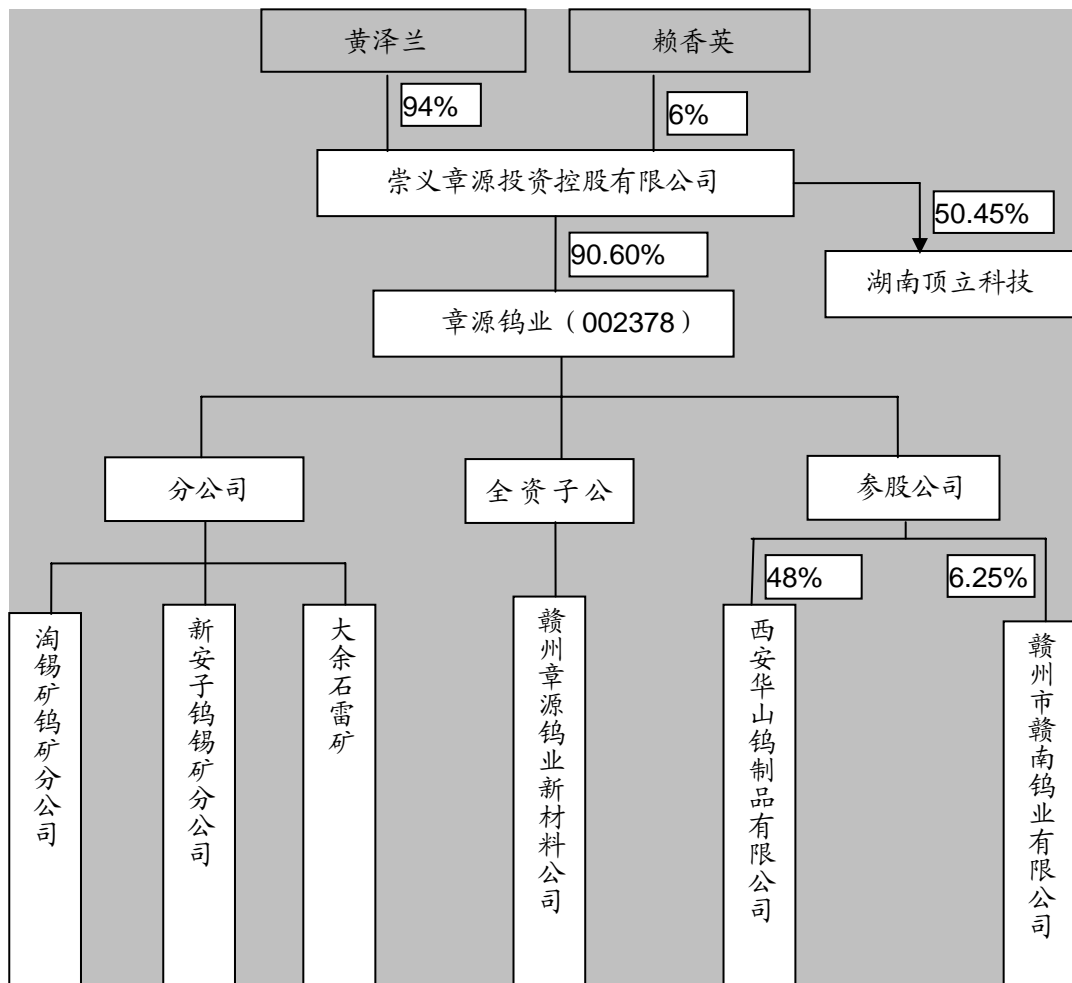 黄泽兰
赖香英
94%
6%
崇义章源投资控股有限公司
50.45%
90.60%
湖南顶立科技
章源钨业（002378）
分公司
全资子公
参股公司
48%
6.25%
淘锡矿钨矿分公司
新安子钨锡矿分公司
大余石雷矿
赣州章源钨业新材料公司
西安华山钨制品有限公司
赣州市赣南钨业有限公司